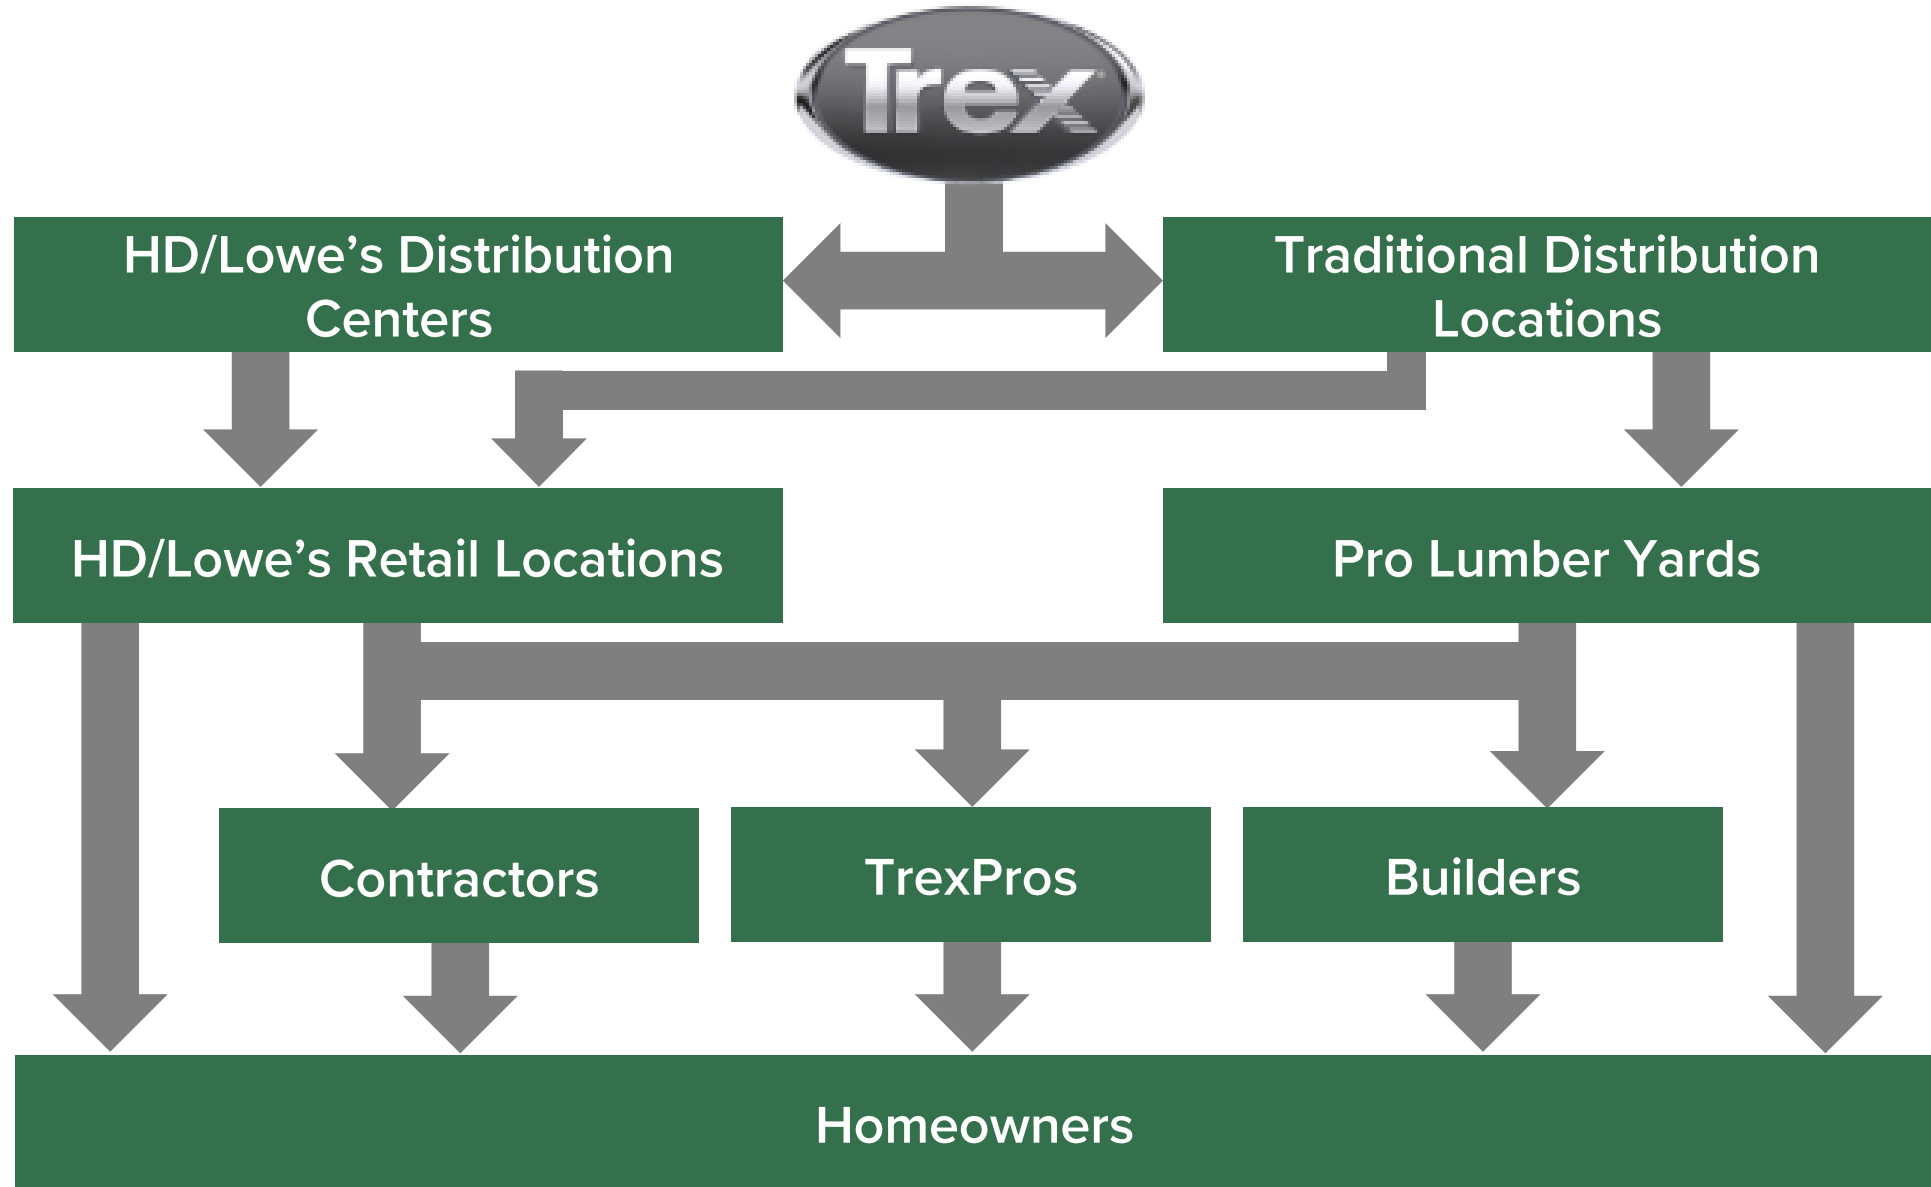 Trex
HD/Lowe’s Distribution
Centers
Traditional Distribution
Locations
HD/Lowe’s Retail Locations
Pro Lumber Yards
Contractors
TrexPros
Builders
Homeowners